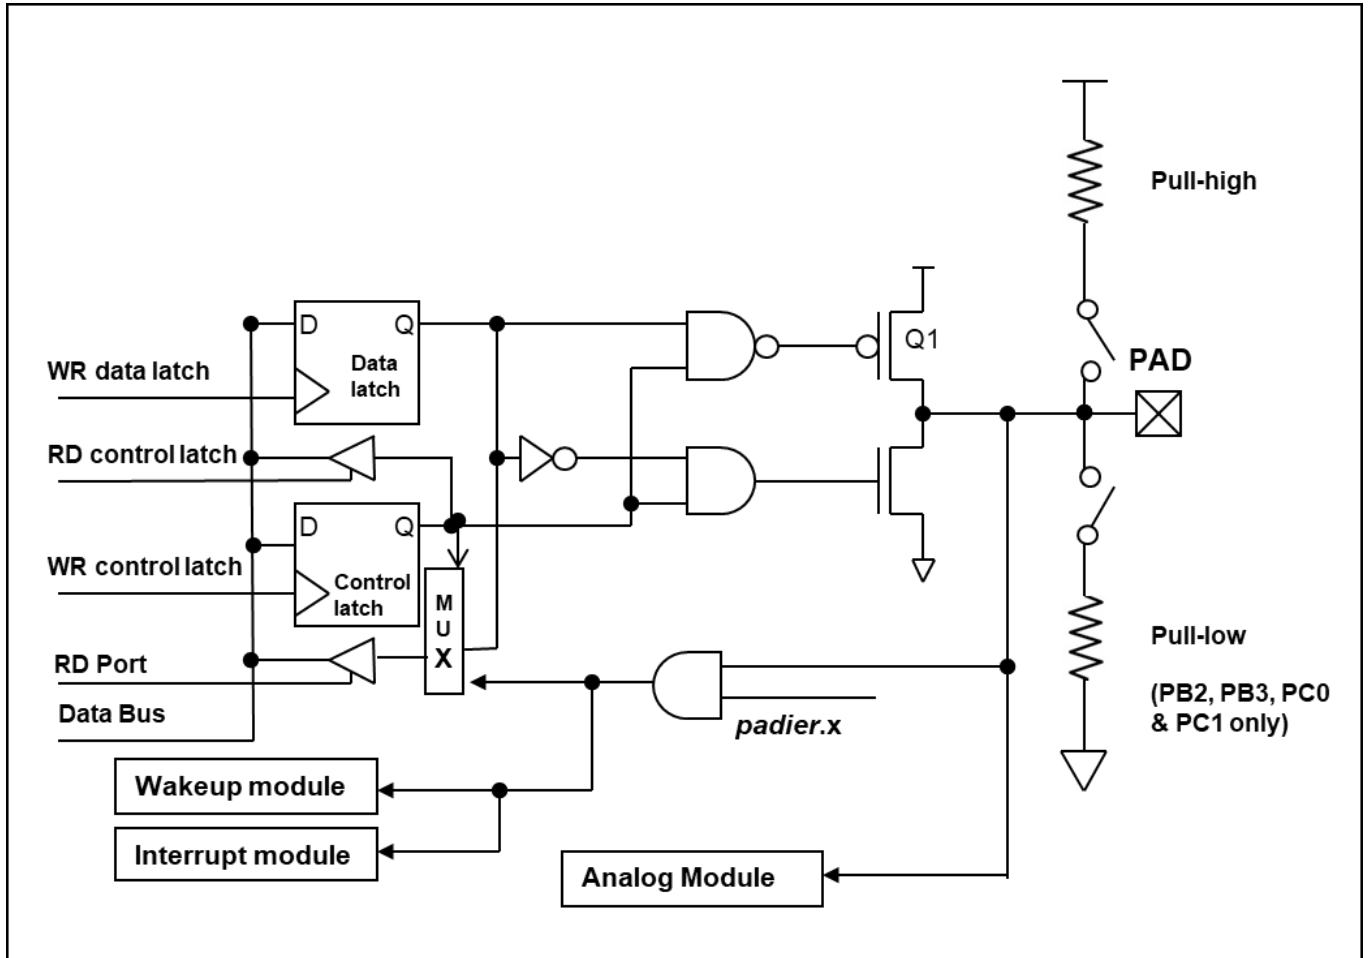 Pull-high
Q1
PAD
D
Q
Data
latch
WR data latch
RD control latch
D
Q
WR control latch
Control
latch
M
U
X
RD Port
Data Bus
padier.x
Pull-low
(PB2, PB3, PC0
& PC1 only)
Wakeup module
Interrupt module
Analog Module